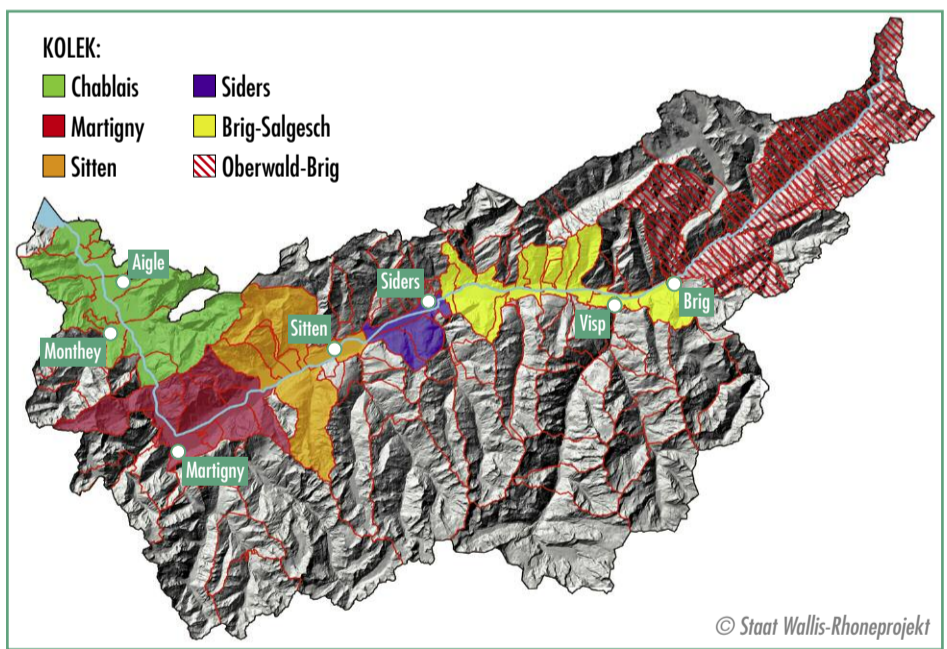 KOLEK:
Chablais
Siders
Martigny
Brig-Salgesch
Sitten
Oberwald-Brig
Aigle
Siders
Brig
Sitten
Visp
Monthey
Martigny
© Staat Wallis-Rhoneprojekt